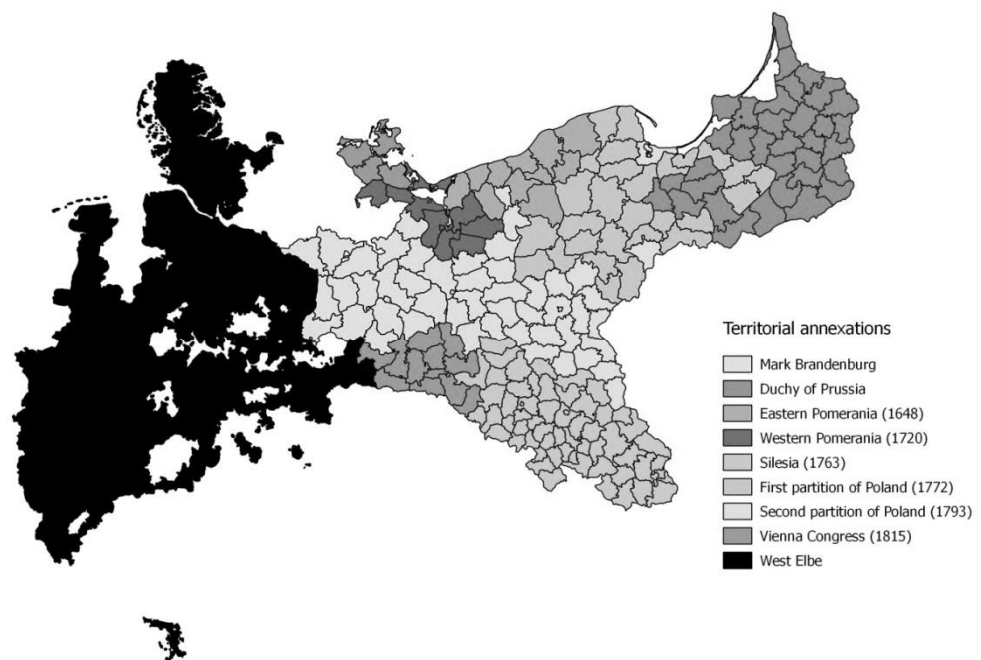 Territorial annexations
Mark Brandenburg
Duchy of Prussia
Eastern Pomerania (1648)
Western Pomerania (1720)
Silesia (1763)
First partition of Poland (1772)
Second partition of Poland (1793)
Vienna Congress (1815)
West Elbe